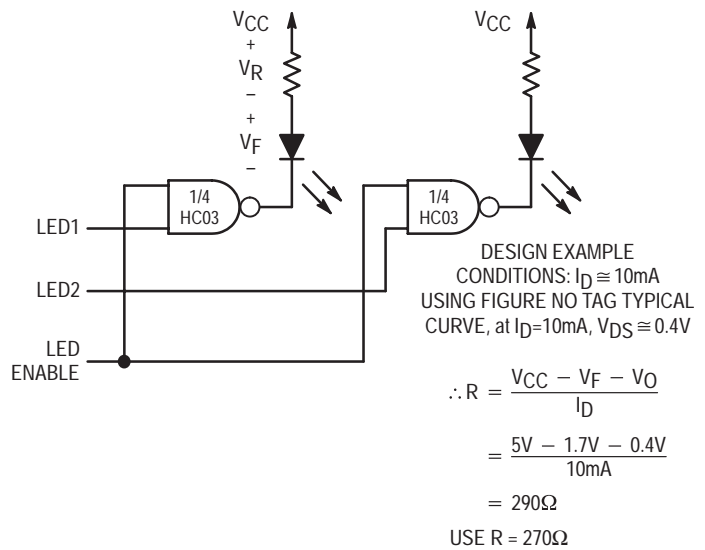 VCC
+
VR
−
+
VF
−
1/4
HC03
LED1
LED2
LED
ENABLE
VCC
1/4
HC03
DESIGN EXAMPLE
CONDITIONS: ID ≅ 10mA
USING FIGURE NO TAG TYPICAL
CURVE, at ID=10mA, VDS ≅ 0.4V
∴ R = (VCC − VF − VO) / ID
= (5V − 1.7V − 0.4V) / 10mA
= 290Ω
USE R = 270Ω